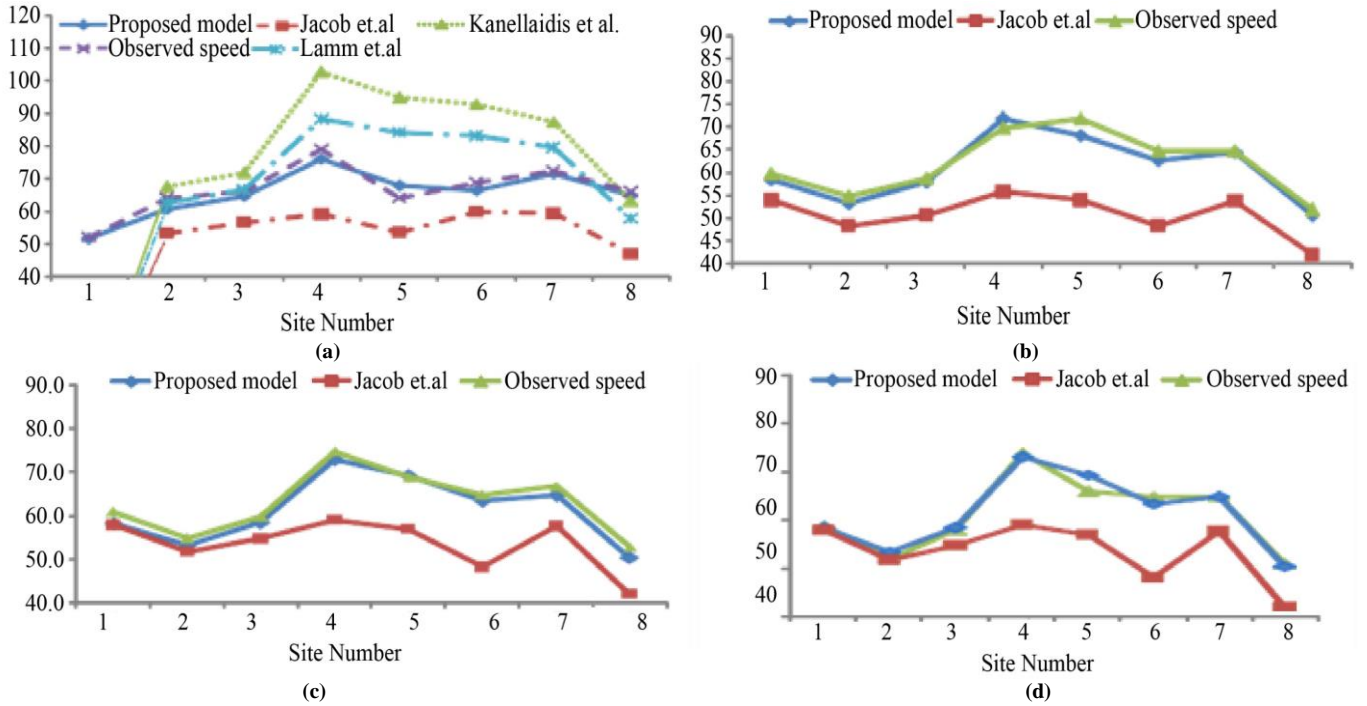 Proposed model Jacob et.al Kanellaidis et al.
Observed speed Lamm et.al
120
110
100
90
80
70
60
50
40
1 2 3 4 5 6 7 8
Site Number
(a)
Proposed model Jacob et.al Observed speed
90
85
80
75
70
65
60
55
50
45
40
1 2 3 4 5 6 7 8
Site Number
(b)
Proposed model Jacob et.al Observed speed
90.0
80.0
70.0
60.0
50.0
40.0
1 2 3 4 5 6 7 8
Site Number
(c)
Proposed model Jacob et.al Observed speed
90
80
70
60
50
40
1 2 3 4 5 6 7 8
Site Number
(d)